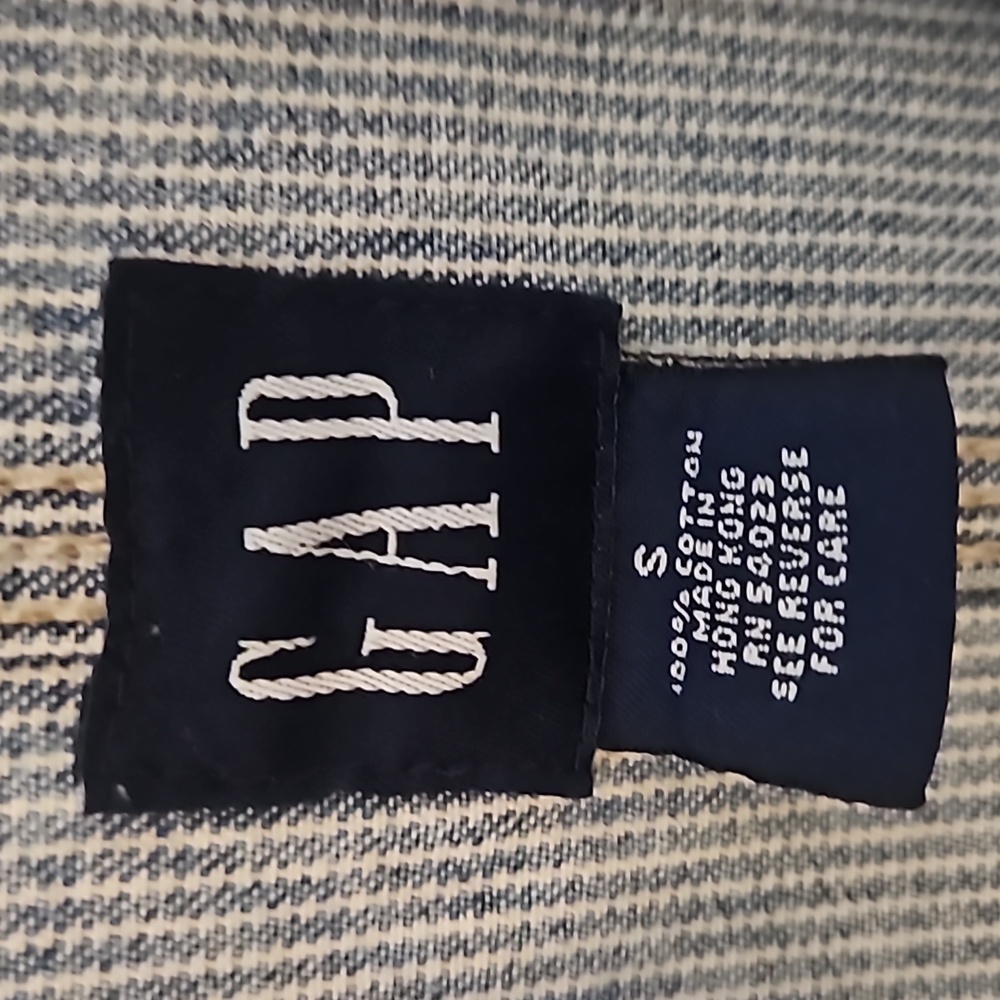 GAP
S
100% COTTON
MADE IN
HONG KONG
RN 54023
SEE REVERSE
FOR CARE